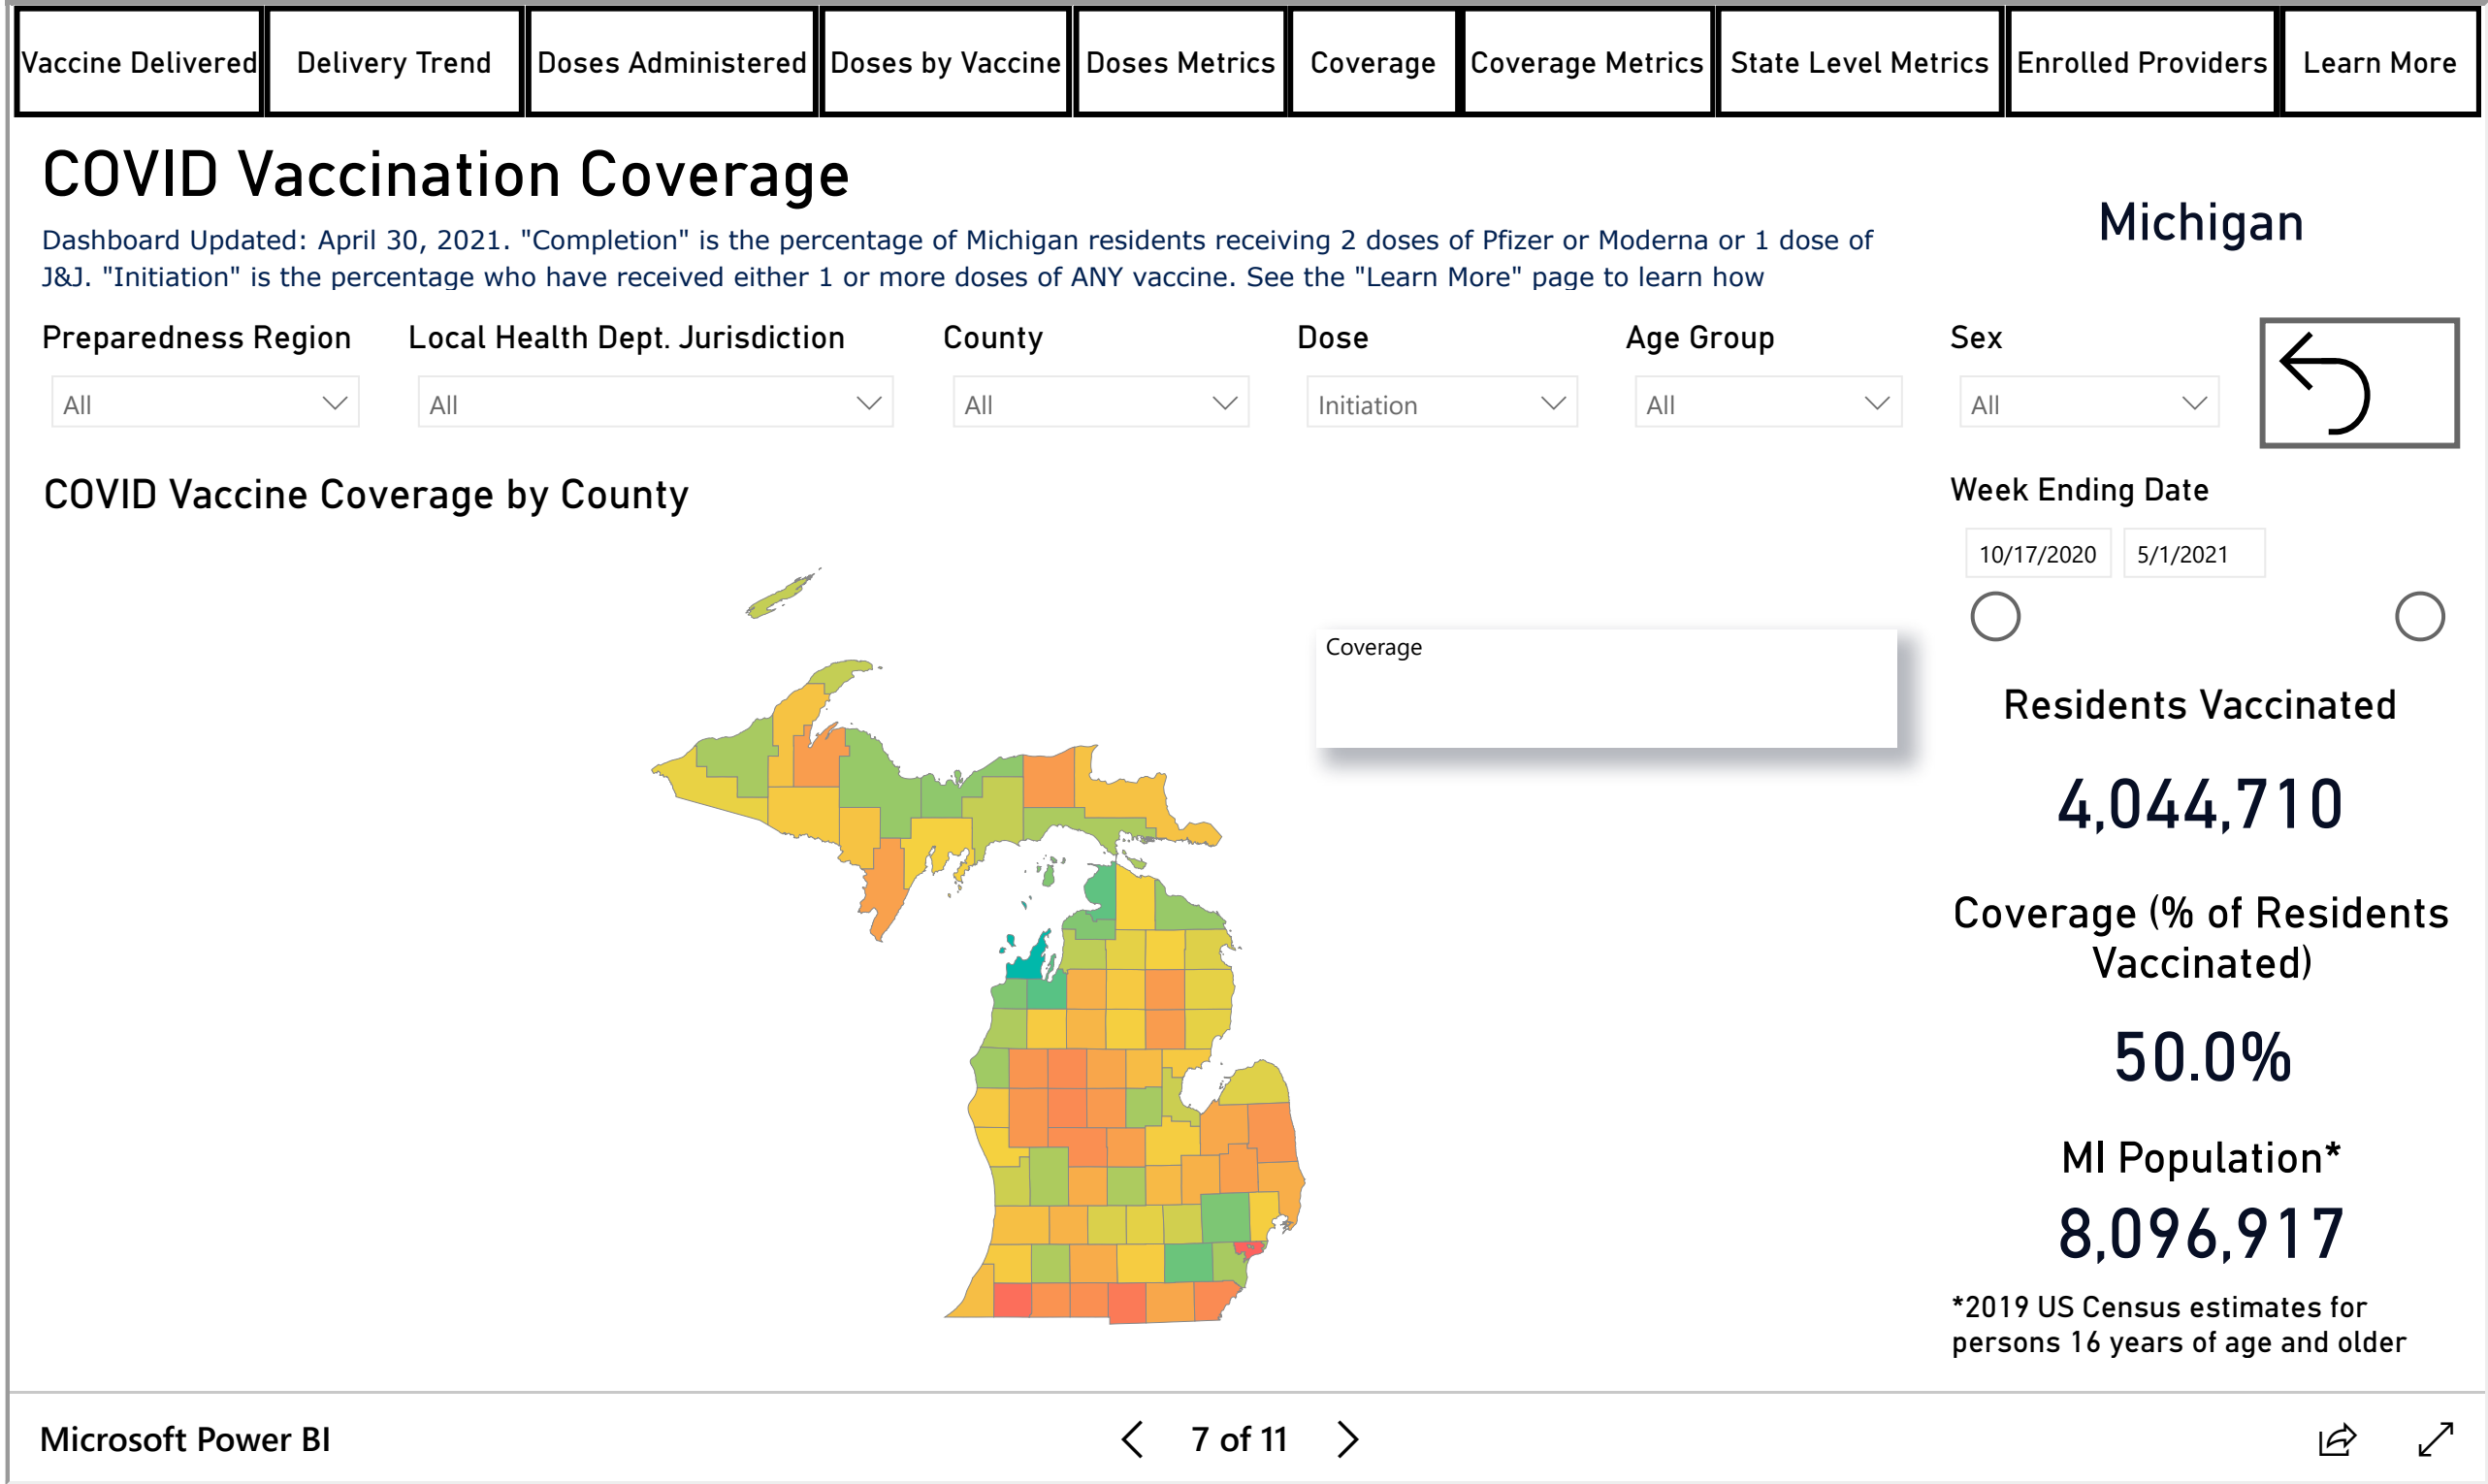 Vaccine Delivered
Delivery Trend
Doses Administered
Doses by Vaccine
Doses Metrics
Coverage
Coverage Metrics
State Level Metrics
Enrolled Providers
Learn More
COVID Vaccination Coverage
Michigan
Dashboard Updated: April 30, 2021. "Completion" is the percentage of Michigan residents receiving 2 doses of Pfizer or Moderna or 1 dose of
J&J. "Initiation" is the percentage who have received either 1 or more doses of ANY vaccine. See the "Learn More" page to learn how
Preparedness Region
Local Health Dept. Jurisdiction
County
Dose
Age Group
Sex
All
All
All
Initiation
All
All
COVID Vaccine Coverage by County
Week Ending Date
10/17/2020
5/1/2021
Coverage
Residents Vaccinated
4,044,710
Coverage (% of Residents
Vaccinated)
50.0%
MI Population*
8,096,917
*2019 US Census estimates for
persons 16 years of age and older
Microsoft Power BI
7 of 11